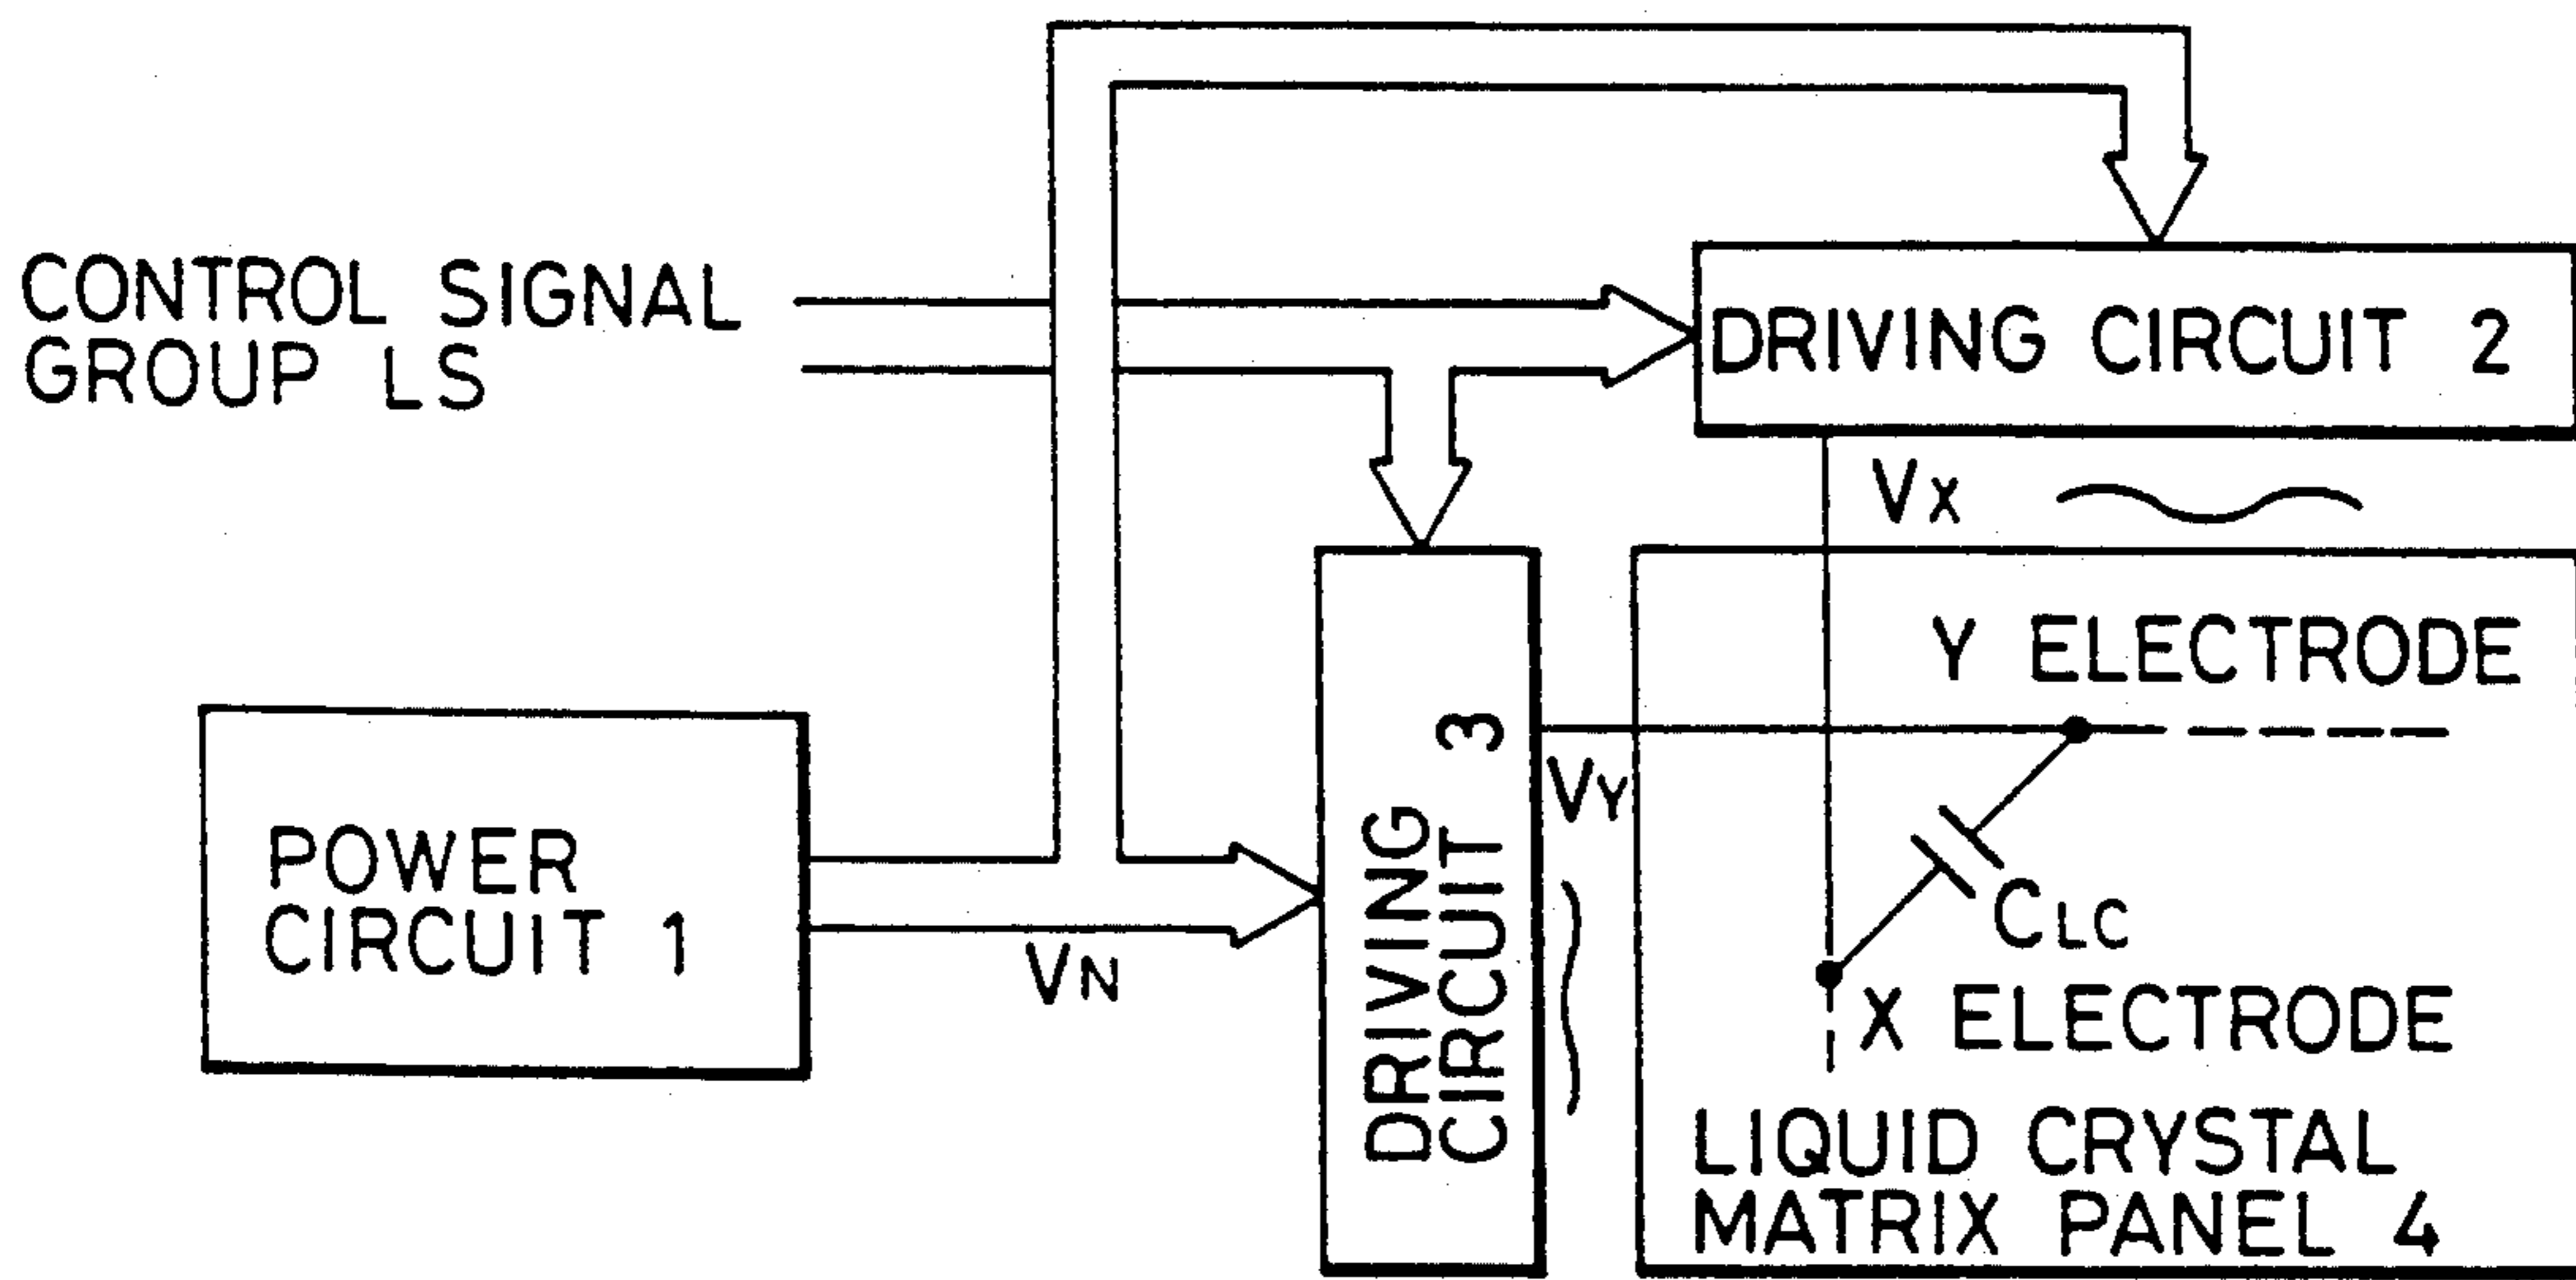 CONTROL SIGNAL
GROUP LS
DRIVING CIRCUIT 2
VX
Y ELECTRODE
DRIVING
CIRCUIT 3
VY
POWER
CIRCUIT 1
VN
CLC
X ELECTRODE
LIQUID CRYSTAL
MATRIX PANEL 4